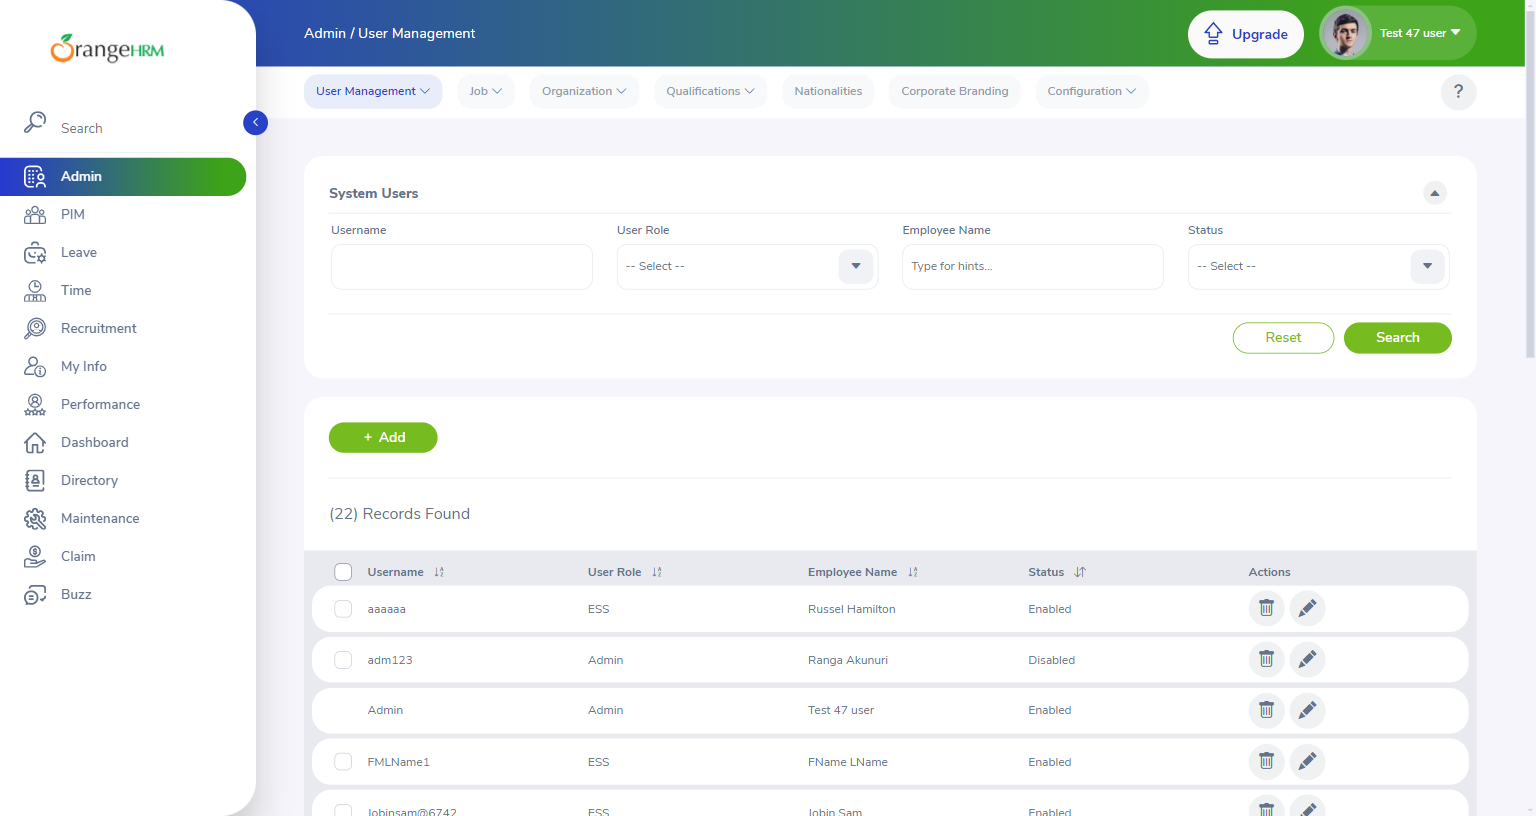 OrangeHRM
Admin / User Management
Upgrade
Test 47 user
Search
User Management
Job
Organization
Qualifications
Nationalities
Corporate Branding
Configuration
?
Admin
PIM
Leave
Time
Recruitment
My Info
Performance
Dashboard
Directory
Maintenance
Claim
Buzz
System Users
Username
User Role
Employee Name
Status
-- Select --
Type for hints...
-- Select --
Reset
Search
+ Add
(22) Records Found
Username User Role Employee Name Status Actions
aaaaaa ESS Russel Hamilton Enabled
adm123 Admin Ranga Akunuri Disabled
Admin Admin Test 47 user Enabled
FMLName1 ESS FName LName Enabled
Jobinsam@6742 ESS Jobin Sam Enabled